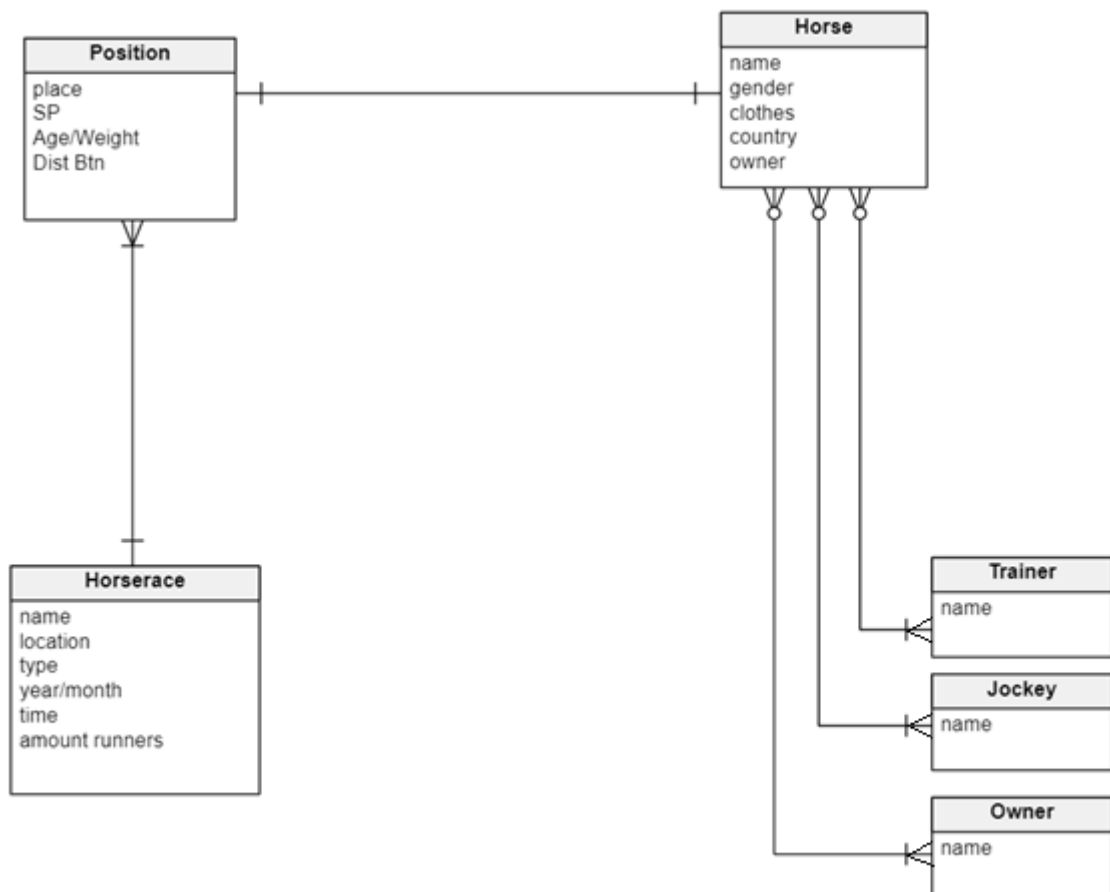 Position
place
SP
Age/Weight
Dist Btn
Horse
name
gender
clothes
country
owner
Horserace
name
location
type
year/month
time
amount runners
Trainer
name
Jockey
name
Owner
name